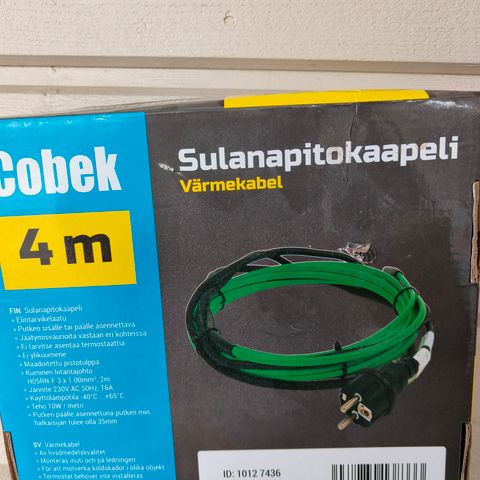 Cobek
4 m
Sulanapitokaapeli
Värmekabel
FIN Sulanapitokaapeli
• Elintarvikelaatu
• Putken sisälle tai päälle asennettava
• Jäätymisvaurioita vastaan eri kohteissa
• Ei tarvitse asentaa termostaattia
• Ei ylikuumene
• Maadoitettu pistotulppa
• Kuminen liitäntäjohto
H05RN F 3 x 1.00mm², 2m
• Jännite 230V AC 50Hz, 16A
• Käyttölämpötila -40°C...+65°C
• Teho 10W / metri
• Putken päälle asennettuna putken min.
halkaisijan tulee olla 35mm
SV Värmekabel
• Av livsmedelskvalitet
• Monteras inuti och på ledningen
• För att motverka köldskador i olika objekt
• Termostat behöver inte installeras
ID: 1012 7436